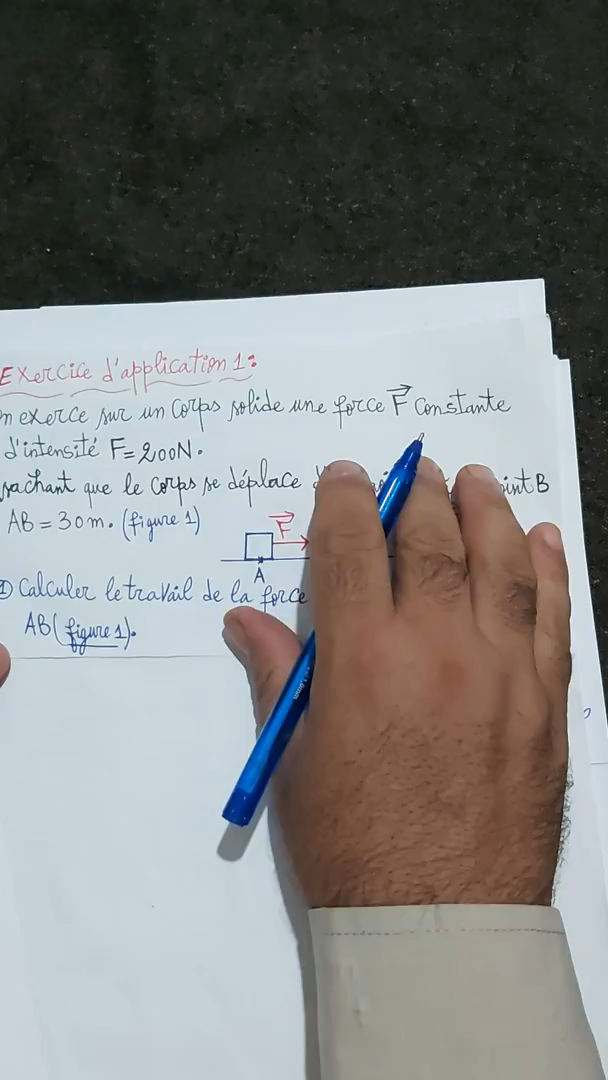 Exercice d'application 1:
n exerce sur un corps solide une force F constante
d'intensité F=200N.
sachant que le corps se déplace B
AB = 30m. (figure 1)
F
A
① Calculer le travail de la force
AB (figure 1).